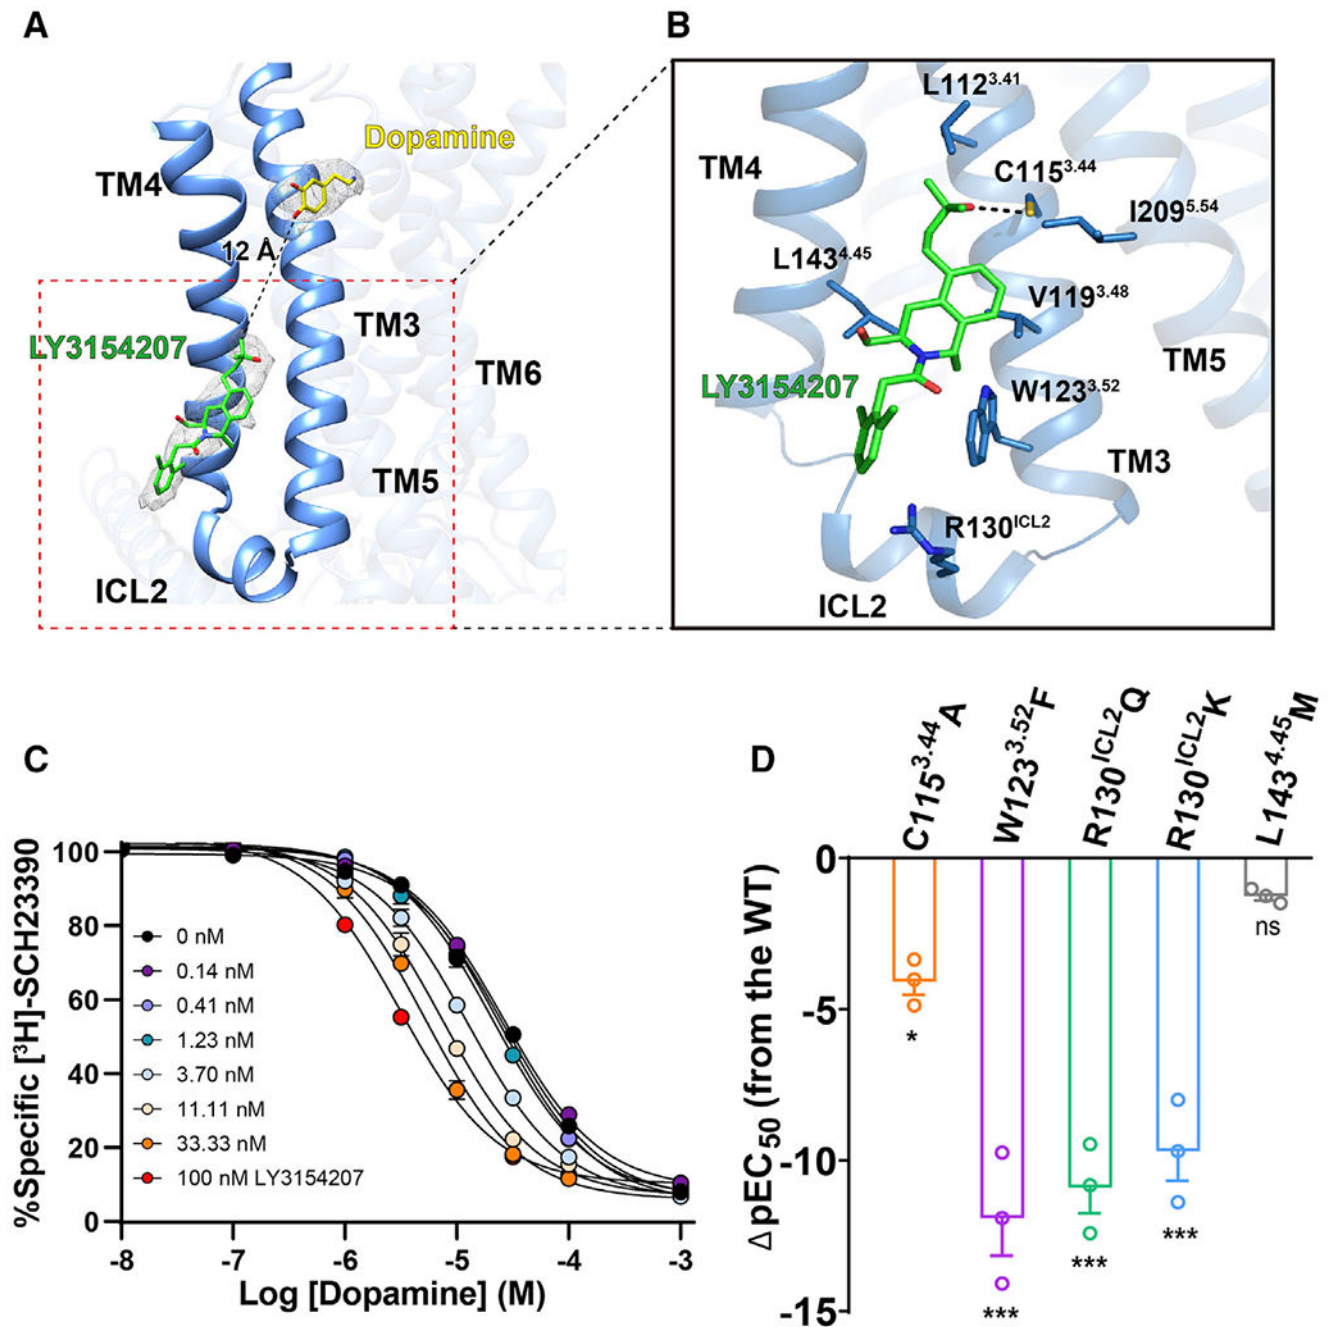 A
Dopamine
TM4
12 Å
TM3
LY3154207
TM6
TM5
ICL2
B
L112^3.41
TM4
C115^3.44
I209^5.54
L143^4.45
V119^3.48
LY3154207
TM5
W123^3.52
TM3
R130^ICL2
ICL2
C
%Specific [³H]-SCH23390
100
80
60
40
20
0
0 nM
0.14 nM
0.41 nM
1.23 nM
3.70 nM
11.11 nM
33.33 nM
100 nM LY3154207
-8 -7 -6 -5 -4 -3
Log [Dopamine] (M)
D
C115^3.44A
W123^3.52F
R130^ICL2Q
R130^ICL2K
L143^4.45M
ΔpEC₅₀ (from the WT)
0
-5
-10
-15
*
***
***
***
ns